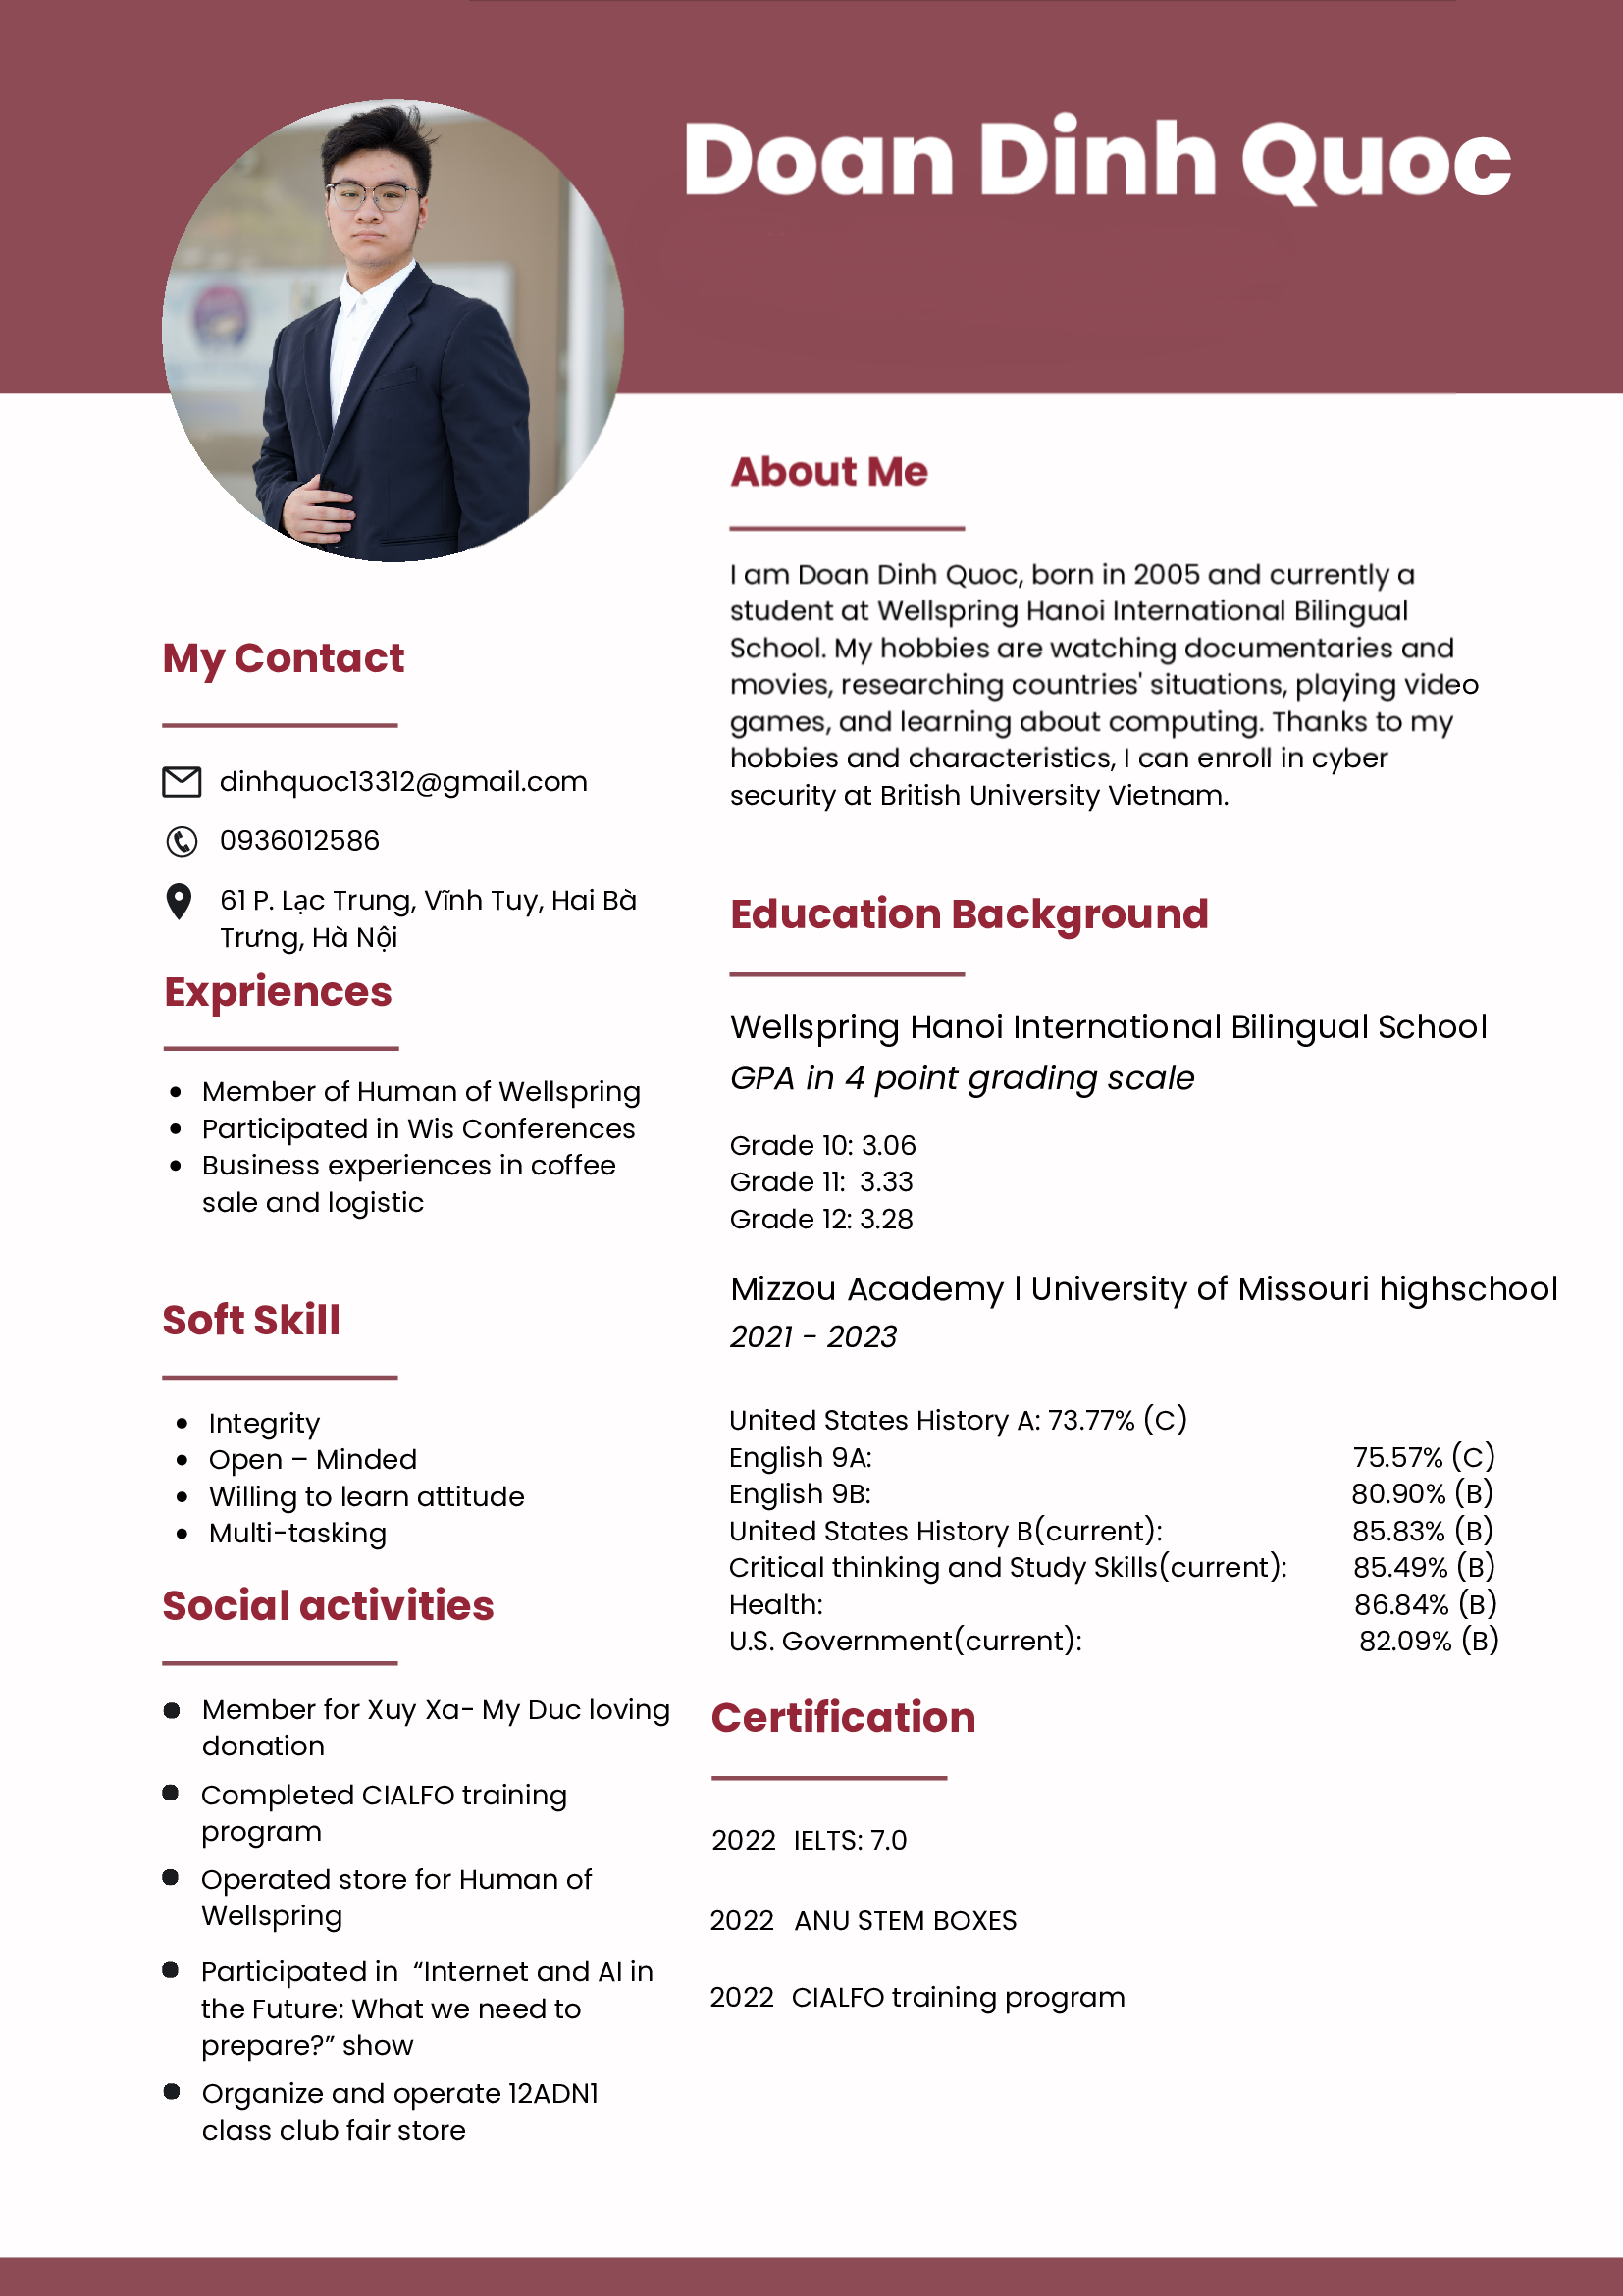 Doan Dinh Quoc
My Contact
dinhquoc13312@gmail.com
0936012586
61 P. Lạc Trung, Vĩnh Tuy, Hai Bà
Trưng, Hà Nội
Expriences
• Member of Human of Wellspring
• Participated in Wis Conferences
• Business experiences in coffee
sale and logistic
Soft Skill
• Integrity
• Open – Minded
• Willing to learn attitude
• Multi-tasking
Social activities
• Member for Xuy Xa- My Duc loving
donation
• Completed CIALFO training
program
• Operated store for Human of
Wellspring
• Participated in “Internet and AI in
the Future: What we need to
prepare?” show
• Organize and operate 12ADN1
class club fair store
About Me
I am Doan Dinh Quoc, born in 2005 and currently a
student at Wellspring Hanoi International Bilingual
School. My hobbies are watching documentaries and
movies, researching countries' situations, playing video
games, and learning about computing. Thanks to my
hobbies and characteristics, I can enroll in cyber
security at British University Vietnam.
Education Background
Wellspring Hanoi International Bilingual School
GPA in 4 point grading scale
Grade 10: 3.06
Grade 11: 3.33
Grade 12: 3.28
Mizzou Academy l University of Missouri highschool
2021 - 2023
United States History A: 73.77% (C)
English 9A: 75.57% (C)
English 9B: 80.90% (B)
United States History B(current): 85.83% (B)
Critical thinking and Study Skills(current): 85.49% (B)
Health: 86.84% (B)
U.S. Government(current): 82.09% (B)
Certification
2022 IELTS: 7.0
2022 ANU STEM BOXES
2022 CIALFO training program